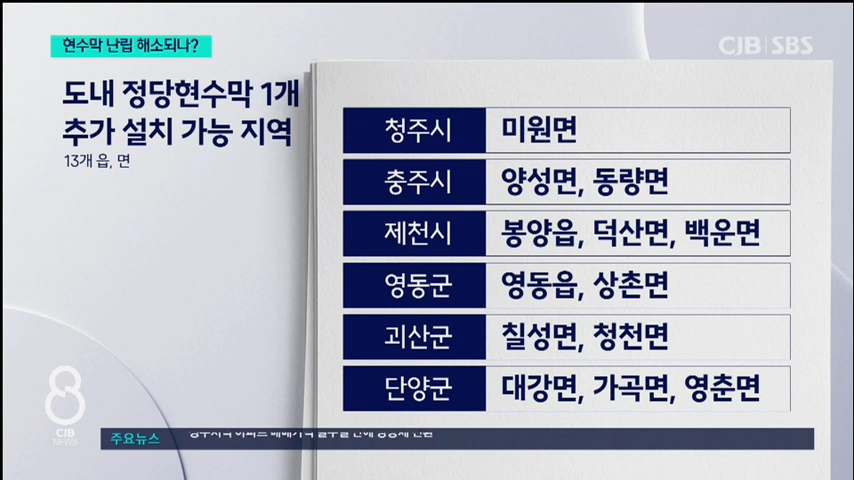 현수막 난립 해소되나?
CJB SBS
도내 정당현수막 1개
추가 설치 가능 지역
13개 읍, 면
청주시 미원면
충주시 양성면, 동량면
제천시 봉양읍, 덕산면, 백운면
영동군 영동읍, 상촌면
괴산군 칠성면, 청천면
단양군 대강면, 가곡면, 영춘면
8
CJB
NEWS
주요뉴스